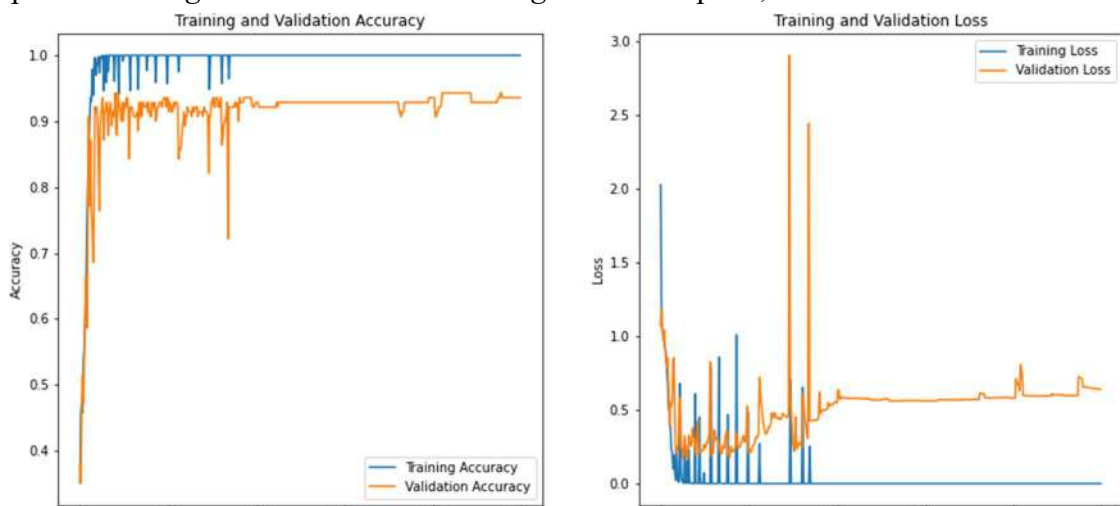 Training and Validation Accuracy
1.0
0.9
0.8
0.7
0.6
0.5
0.4
Accuracy
Training Accuracy
Validation Accuracy
Training and Validation Loss
3.0
2.5
2.0
1.5
1.0
0.5
0.0
Loss
Training Loss
Validation Loss